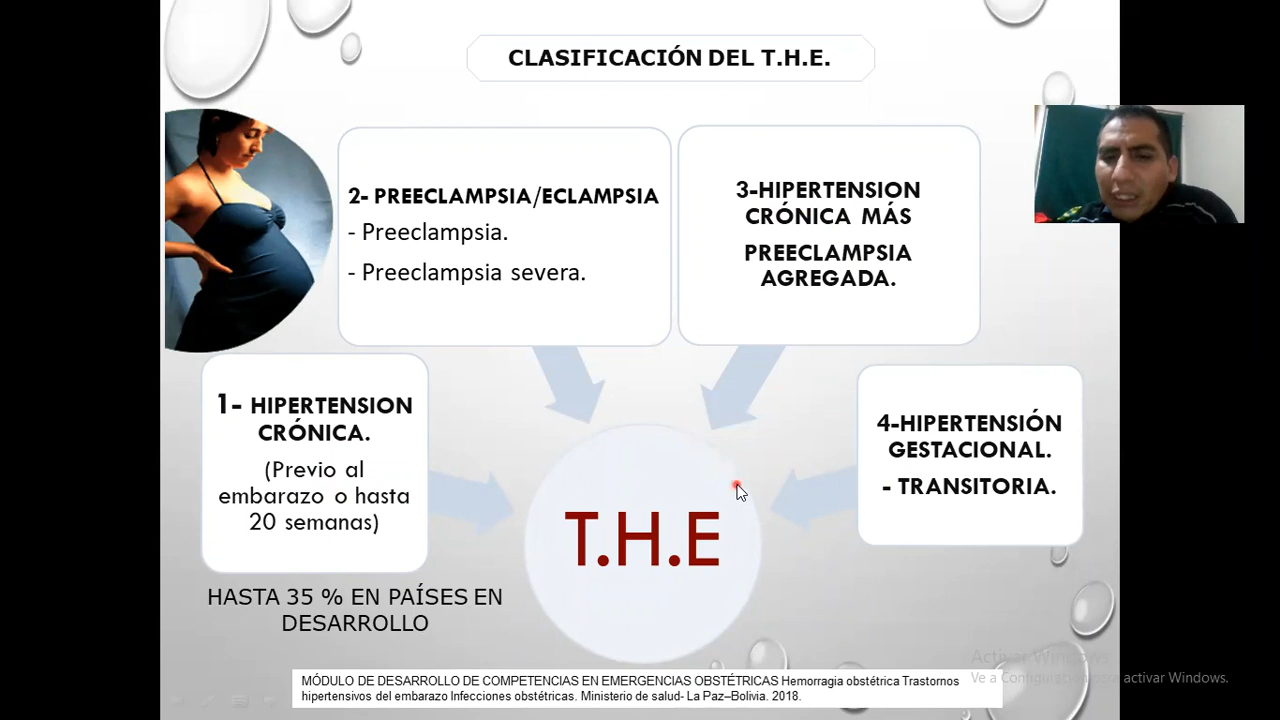 CLASIFICACIÓN DEL T.H.E.
2- PREECLAMPSIA/ECLAMPSIA
- Preeclampsia.
- Preeclampsia severa.
3-HIPERTENSION
CRÓNICA MÁS
PREECLAMPSIA
AGREGADA.
1- HIPERTENSION
CRÓNICA.
(Previo al
embarazo o hasta
20 semanas)
4-HIPERTENSIÓN
GESTACIONAL.
- TRANSITORIA.
T.H.E
HASTA 35 % EN PAÍSES EN
DESARROLLO
MÓDULO DE DESARROLLO DE COMPETENCIAS EN EMERGENCIAS OBSTÉTRICAS Hemorragia obstétrica Trastornos
hipertensivos del embarazo Infecciones obstétricas. Ministerio de salud- La Paz–Bolivia. 2018.
Activar Windows
Ve a Configuración para activar Windows.